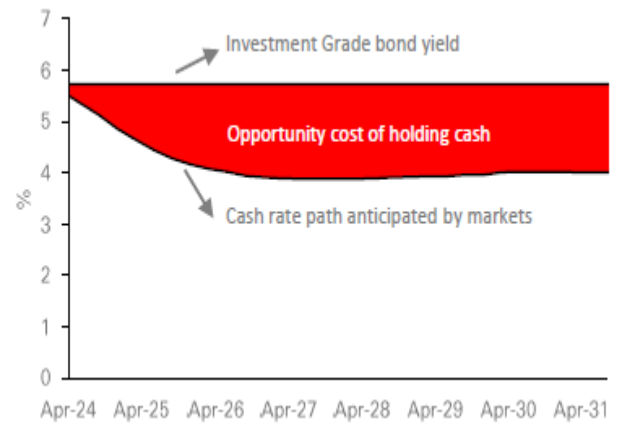 7
Investment Grade bond yield
6
5
Opportunity cost of holding cash
4
%
Cash rate path anticipated by markets
3
2
1
0
Apr-24 Apr-25 Apr-26 Apr-27 Apr-28 Apr-29 Apr-30 Apr-31